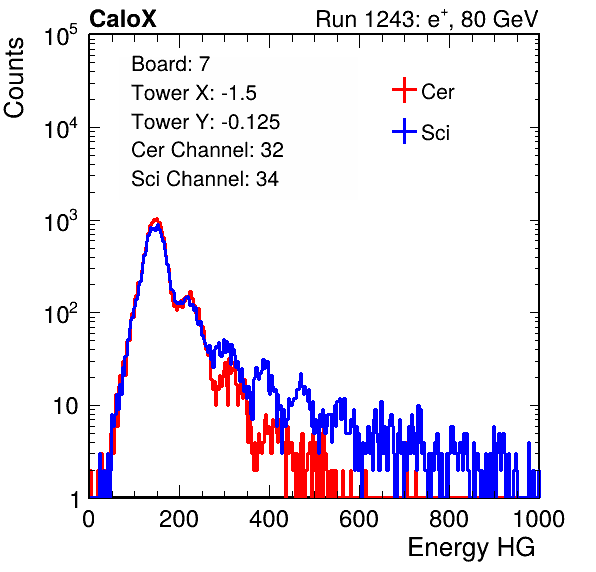 CaloX Run 1243: e⁺, 80 GeV
Counts
Board: 7
Tower X: -1.5
Tower Y: -0.125
Cer Channel: 32
Sci Channel: 34
Cer
Sci
10⁵
10⁴
10³
10²
10
1
0 200 400 600 800 1000
Energy HG